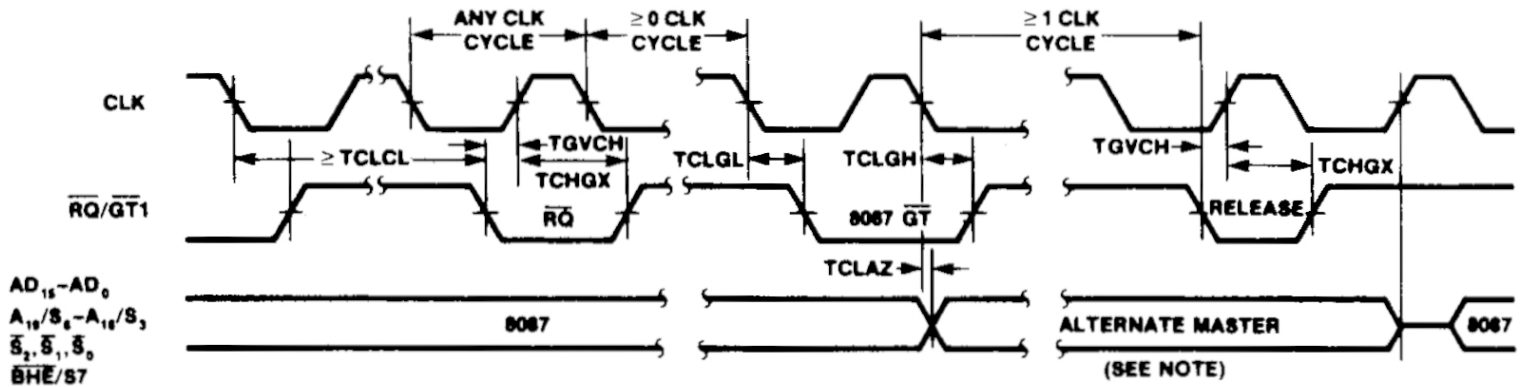 ANY CLK
CYCLE
≥ 0 CLK
CYCLE
≥ 1 CLK
CYCLE
CLK
TGVCH
≥ TCLCL
TCHGX
TCLGL
TCLGH
TGVCH
TCHGX
RQ/GT1
RQ
8087 GT
RELEASE
TCLAZ
AD15-AD0
A19/S6-A16/S3
S2, S1, S0
BHE/S7
8087
ALTERNATE MASTER
(SEE NOTE)
8087